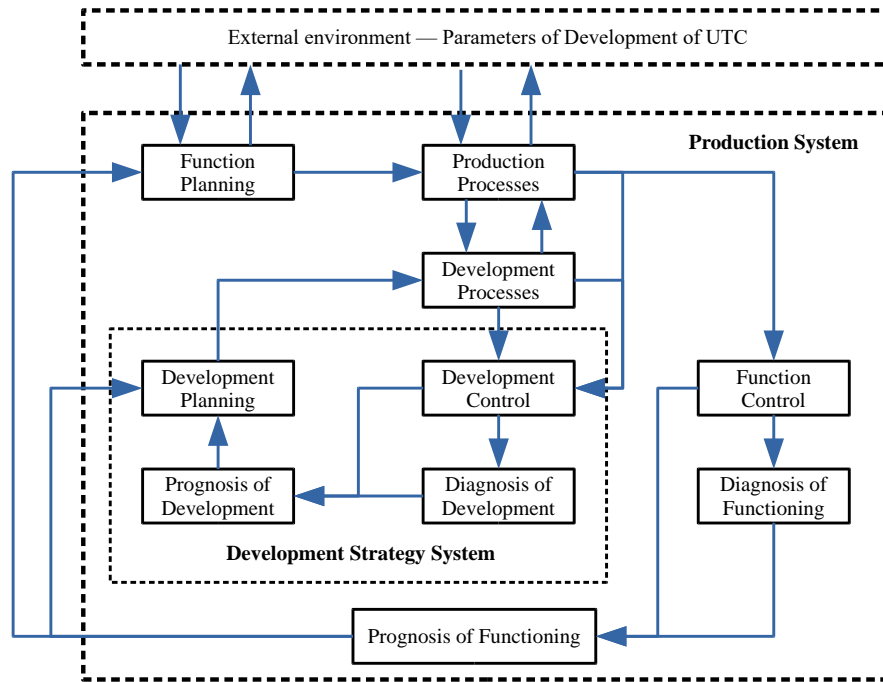 External environment — Parameters of Development of UTC
Production System
Function
Planning
Production
Processes
Development
Processes
Development
Planning
Development
Control
Function
Control
Prognosis of
Development
Diagnosis of
Development
Diagnosis of
Functioning
Development Strategy System
Prognosis of Functioning